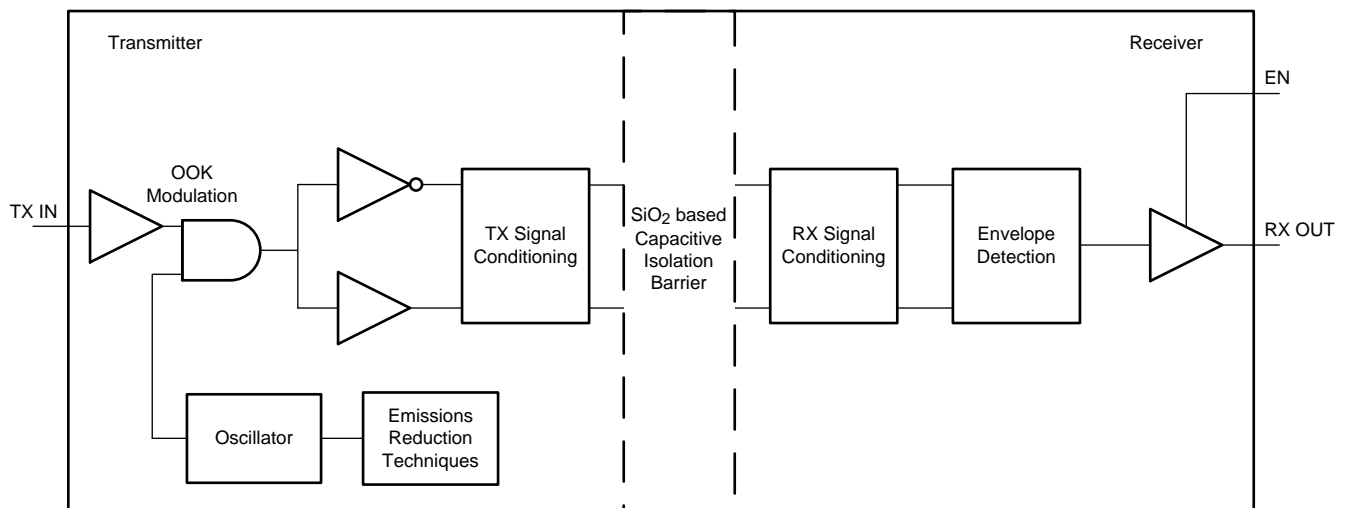 Transmitter
Receiver
EN
OOK
Modulation
TX IN
TX Signal
Conditioning
SiO2 based
Capacitive
Isolation
Barrier
RX Signal
Conditioning
Envelope
Detection
RX OUT
Oscillator
Emissions
Reduction
Techniques